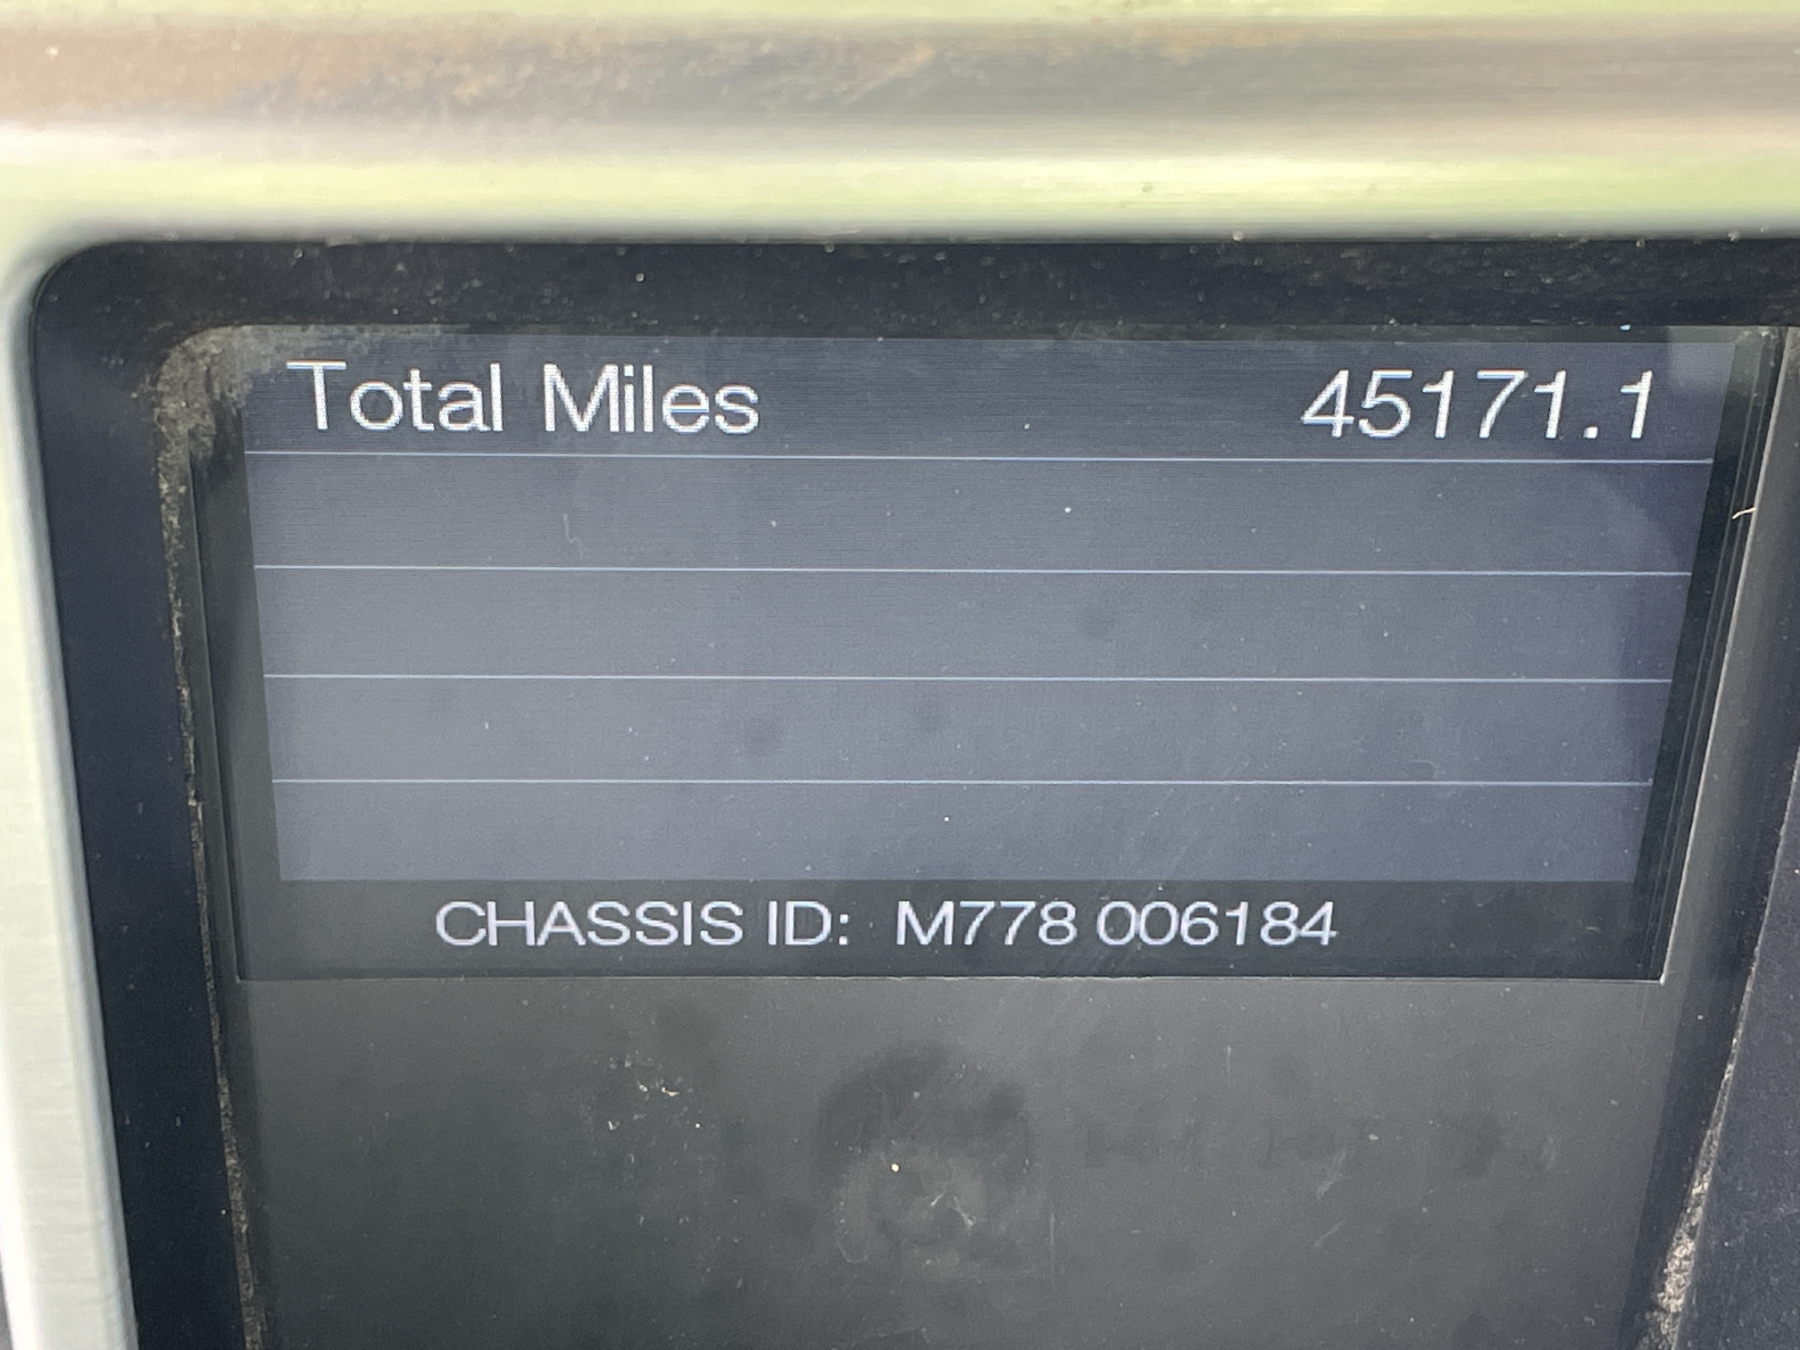 Total Miles 45171.1
CHASSIS ID: M778 006184